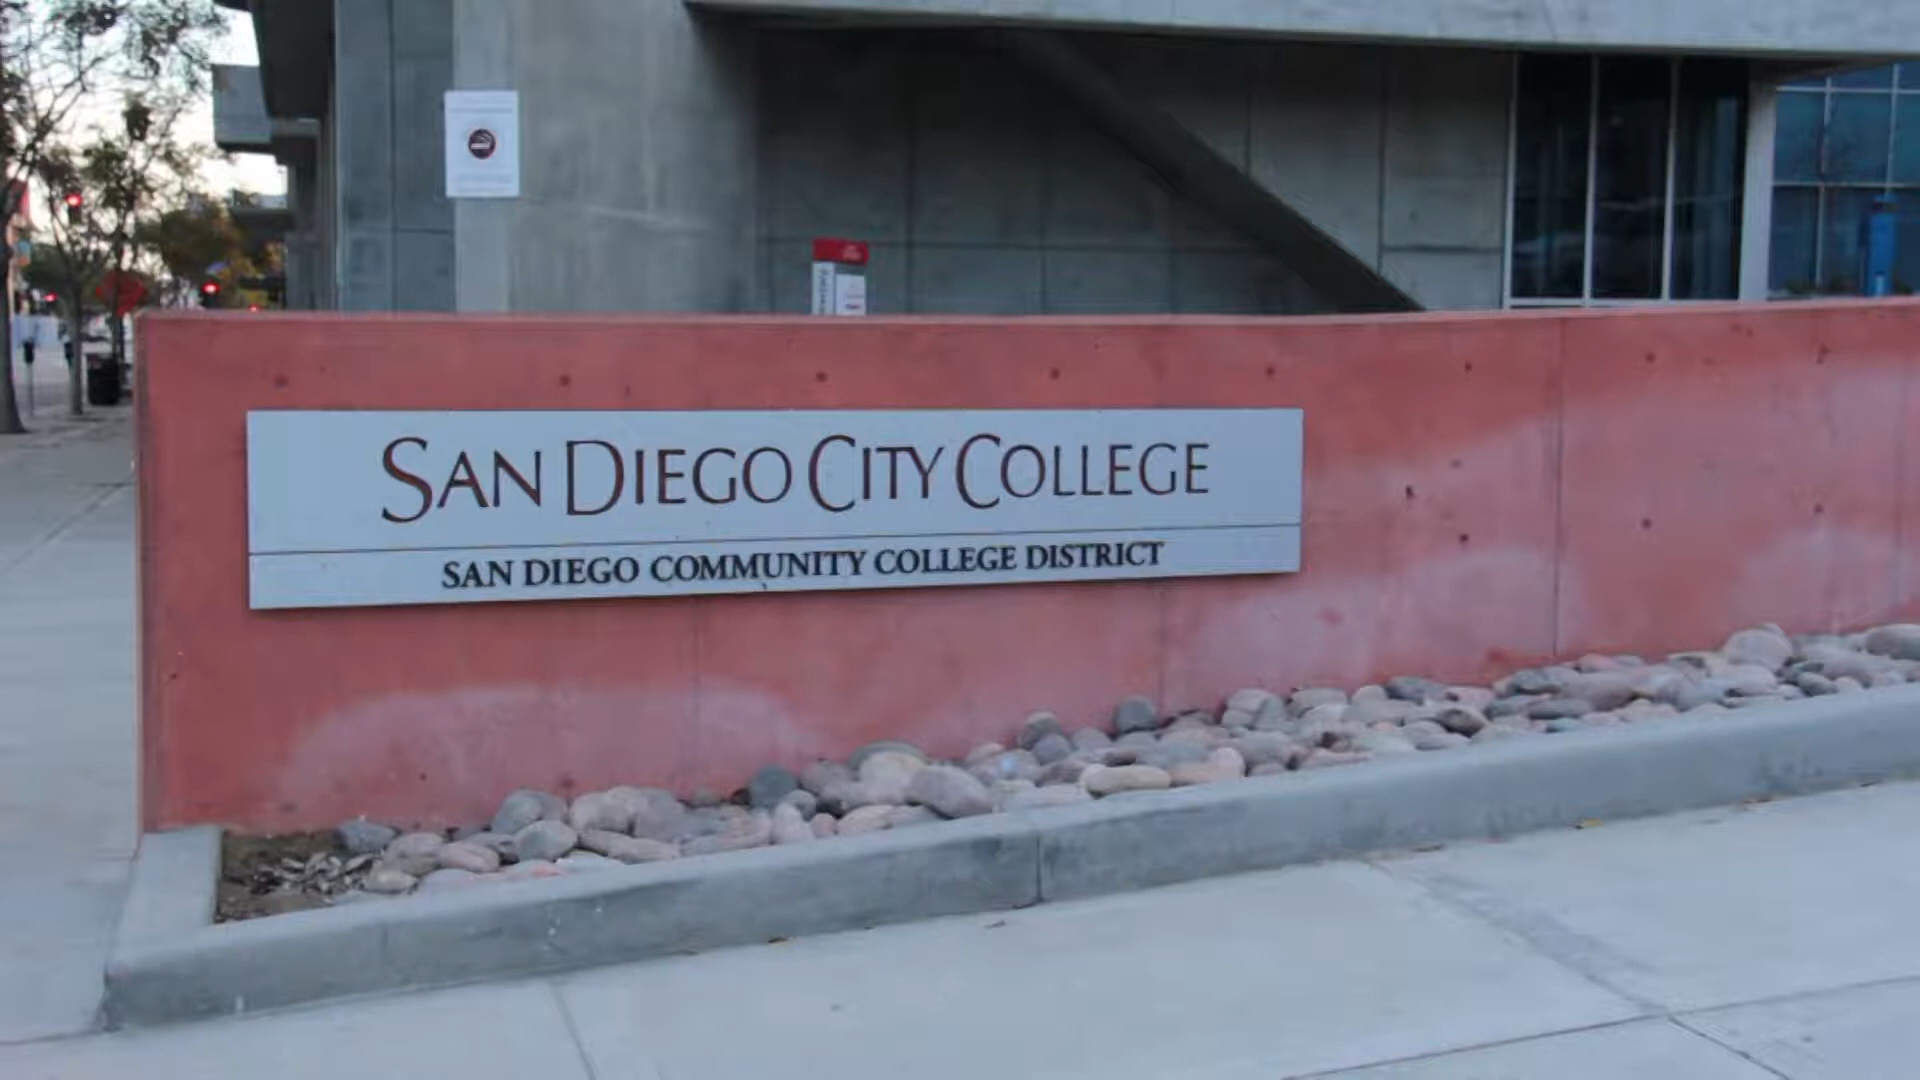 SAN DIEGO CITY COLLEGE
SAN DIEGO COMMUNITY COLLEGE DISTRICT